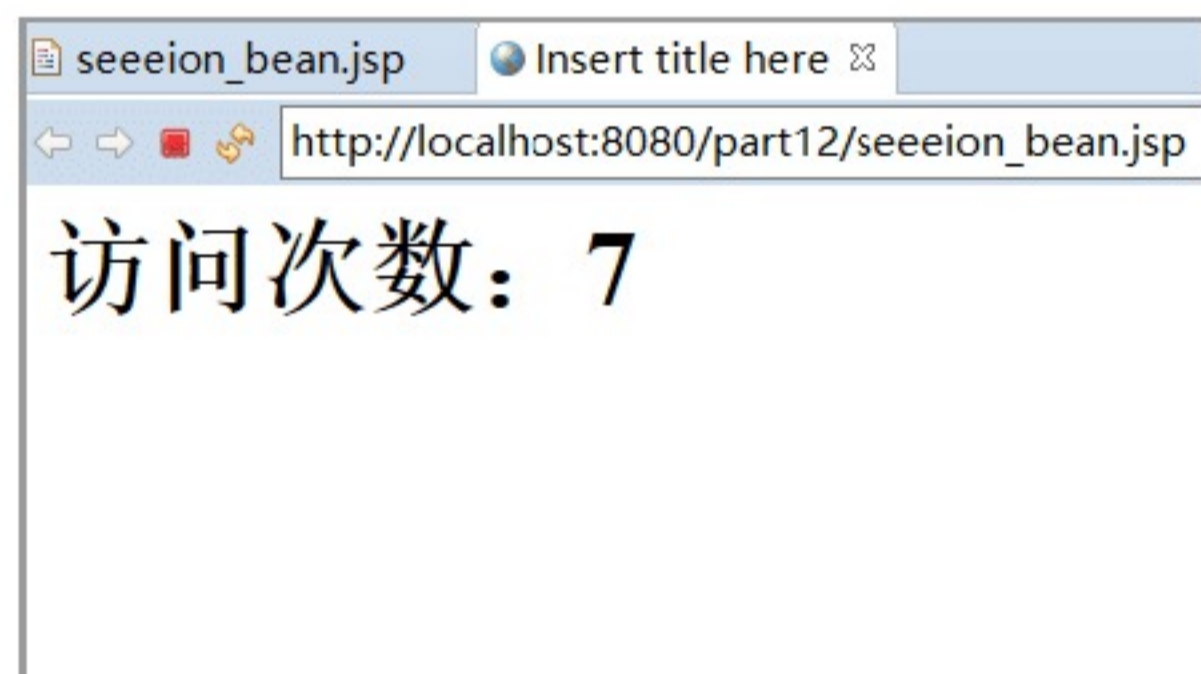 seeeion_bean.jsp Insert title here
http://localhost:8080/part12/seeeion_bean.jsp
访问次数：7